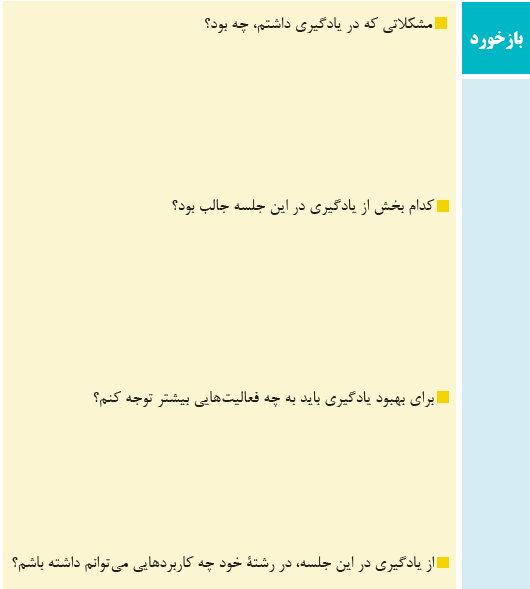 بازخورد
مشکلاتی که در یادگیری داشتم، چه بود؟
کدام بخش از یادگیری در این جلسه جالب بود؟
برای بهبود یادگیری باید به چه فعالیت‌هایی بیشتر توجه کنم؟
از یادگیری در این جلسه، در رشتۀ خود چه کاربردهایی می‌توانم داشته باشم؟